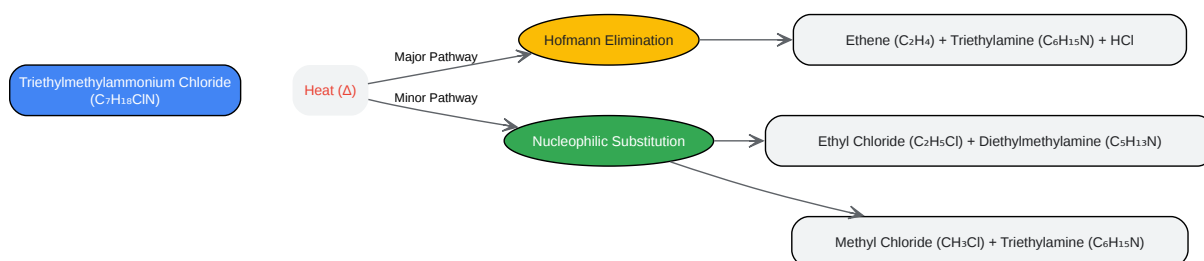 Triethylmethylammonium Chloride
(C₇H₁₈ClN)
Heat (Δ)
Major Pathway
Minor Pathway
Hofmann Elimination
Nucleophilic Substitution
Ethene (C₂H₄) + Triethylamine (C₆H₁₅N) + HCl
Ethyl Chloride (C₂H₅Cl) + Diethylmethylamine (C₅H₁₃N)
Methyl Chloride (CH₃Cl) + Triethylamine (C₆H₁₅N)